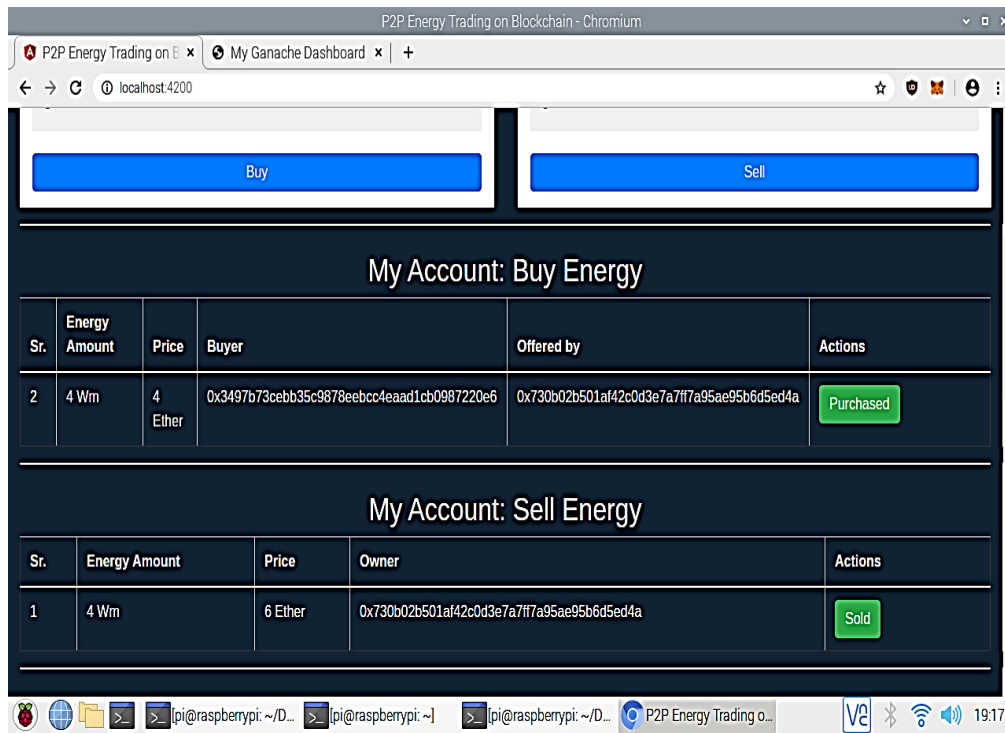 P2P Energy Trading on Blockchain - Chromium
P2P Energy Trading on B
My Ganache Dashboard
localhost:4200
Buy
Sell
My Account: Buy Energy
Sr. Energy Amount Price Buyer Offered by Actions
2 4 Wm 4 Ether 0x3497b73cebb35c9878eebcc4eaad1cb0987220e6 0x730b02b501af42c0d3e7a7ff7a95ae95b6d5ed4a Purchased
My Account: Sell Energy
Sr. Energy Amount Price Owner Actions
1 4 Wm 6 Ether 0x730b02b501af42c0d3e7a7ff7a95ae95b6d5ed4a Sold
[pi@raspberrypi: ~/D... [pi@raspberrypi: ~] [pi@raspberrypi: ~/D... P2P Energy Trading o... 19:17